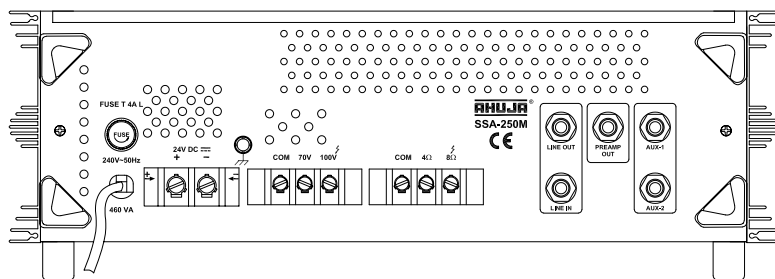 FUSE T 4A L
FUSE
240V~50Hz
460 VA
24V DC
+ −
+ −
COM 70V 100V
COM 4Ω 8Ω
AHUJA®
SSA-250M
CE
LINE OUT
PREAMP
OUT
AUX-1
LINE IN
AUX-2